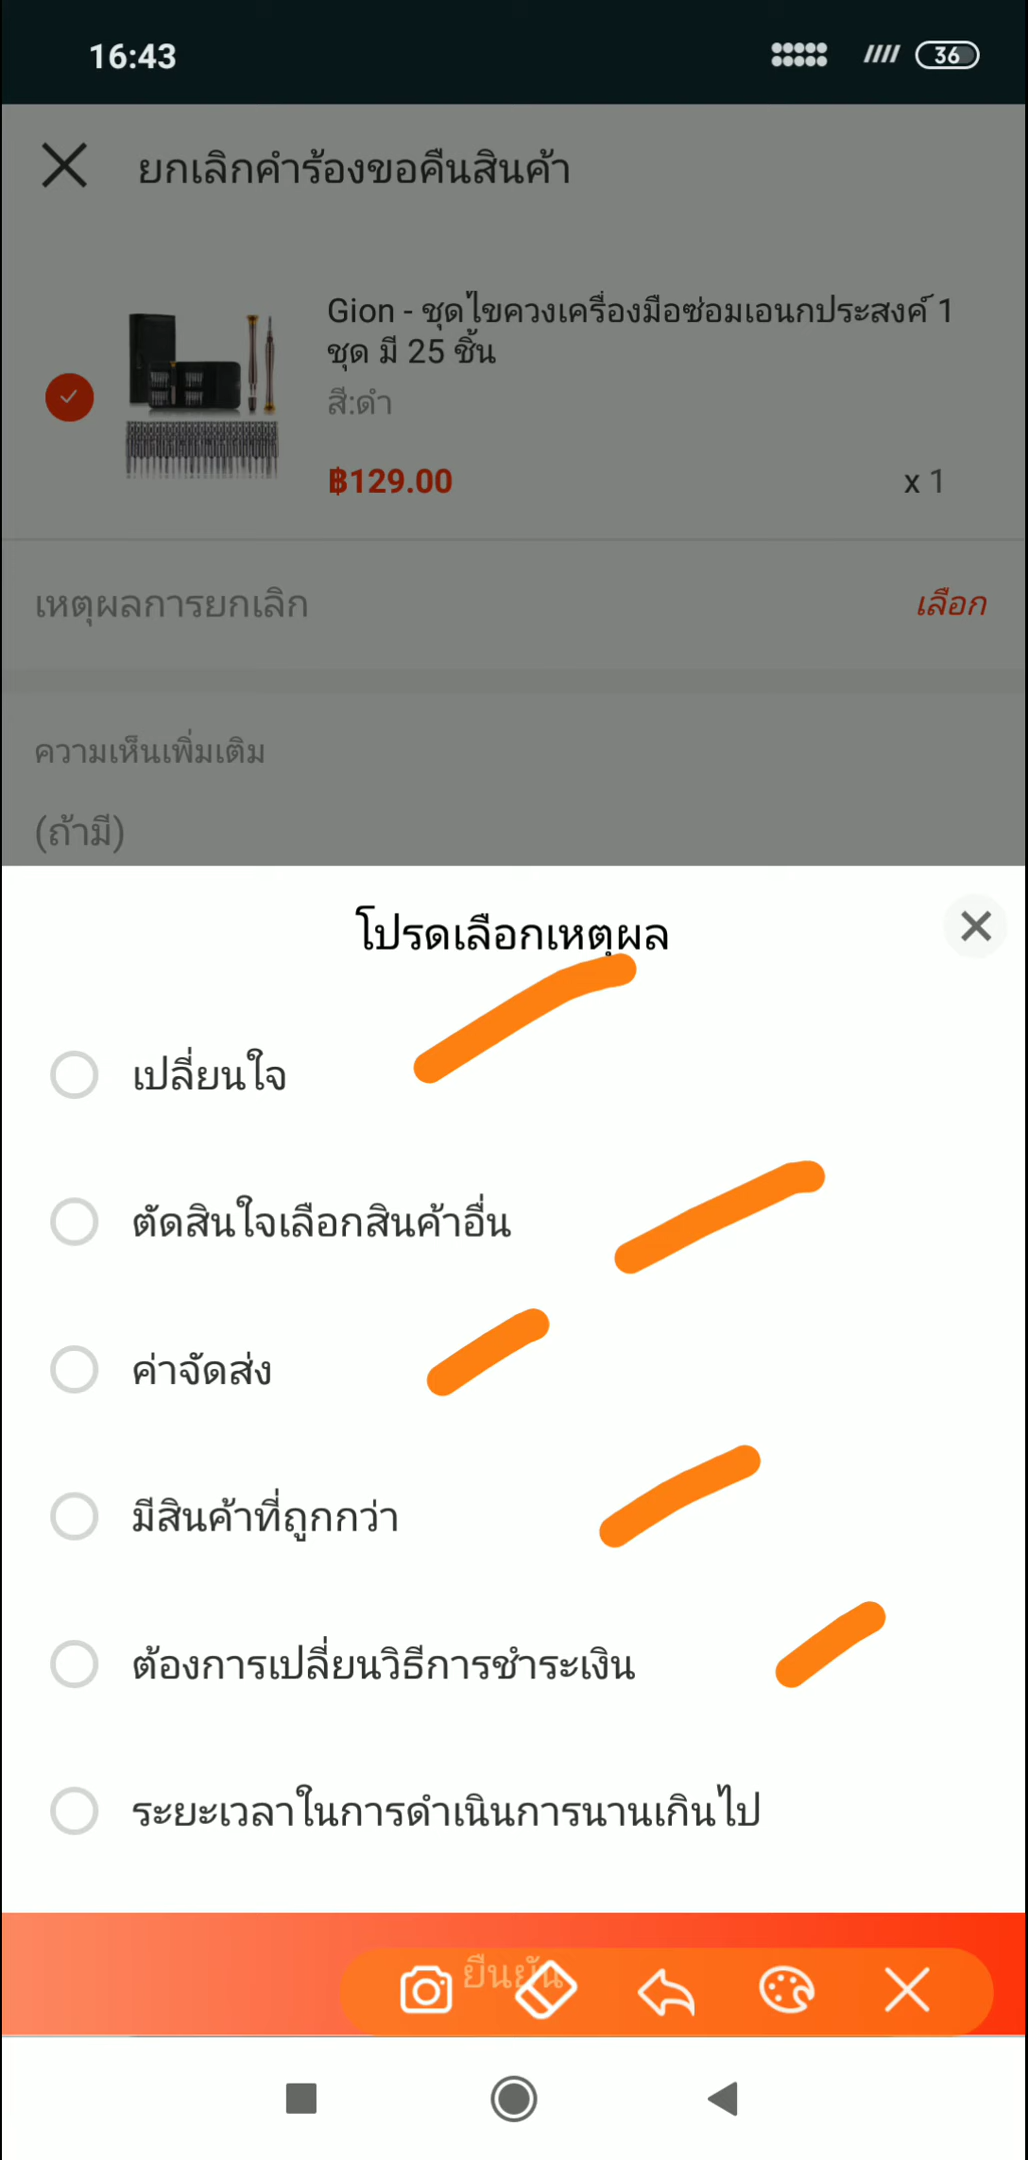 16:43
36
ยกเลิกคำร้องขอคืนสินค้า
Gion - ชุดไขควงเครื่องมือซ่อมเอนกประสงค์ 1
ชุด มี 25 ชิ้น
สี:ดำ
฿129.00
x 1
เหตุผลการยกเลิก
เลือก
ความเห็นเพิ่มเติม
(ถ้ามี)
โปรดเลือกเหตุผล
เปลี่ยนใจ
ตัดสินใจเลือกสินค้าอื่น
ค่าจัดส่ง
มีสินค้าที่ถูกกว่า
ต้องการเปลี่ยนวิธีการชำระเงิน
ระยะเวลาในการดำเนินการนานเกินไป
ยืนยัน